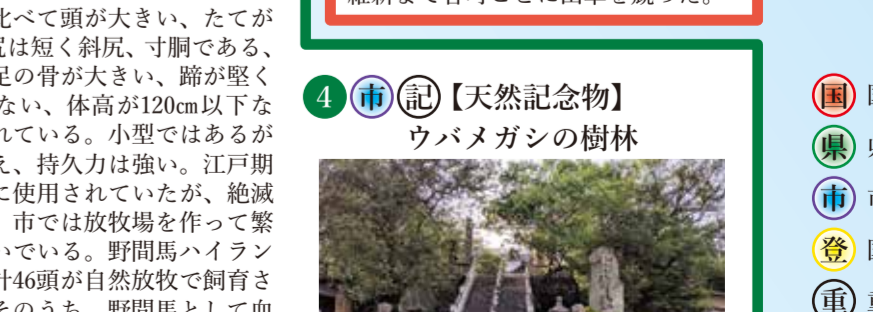 比べて頭が大きい、たてが
尻は短く斜尻、寸胴である、
足の骨が大きい、蹄が堅く
ない、体高が120cm以下な
れている。小型ではあるが
え、持久力は強い。江戸期
に使用されていたが、絶滅
市では放牧場を作って繁
いでいる。野間馬ハイラン
計46頭が自然放牧で飼育さ
そのうち、野間馬として血
4 市 記 【天然記念物】
ウバメガシの樹林
国
県
市
登
重